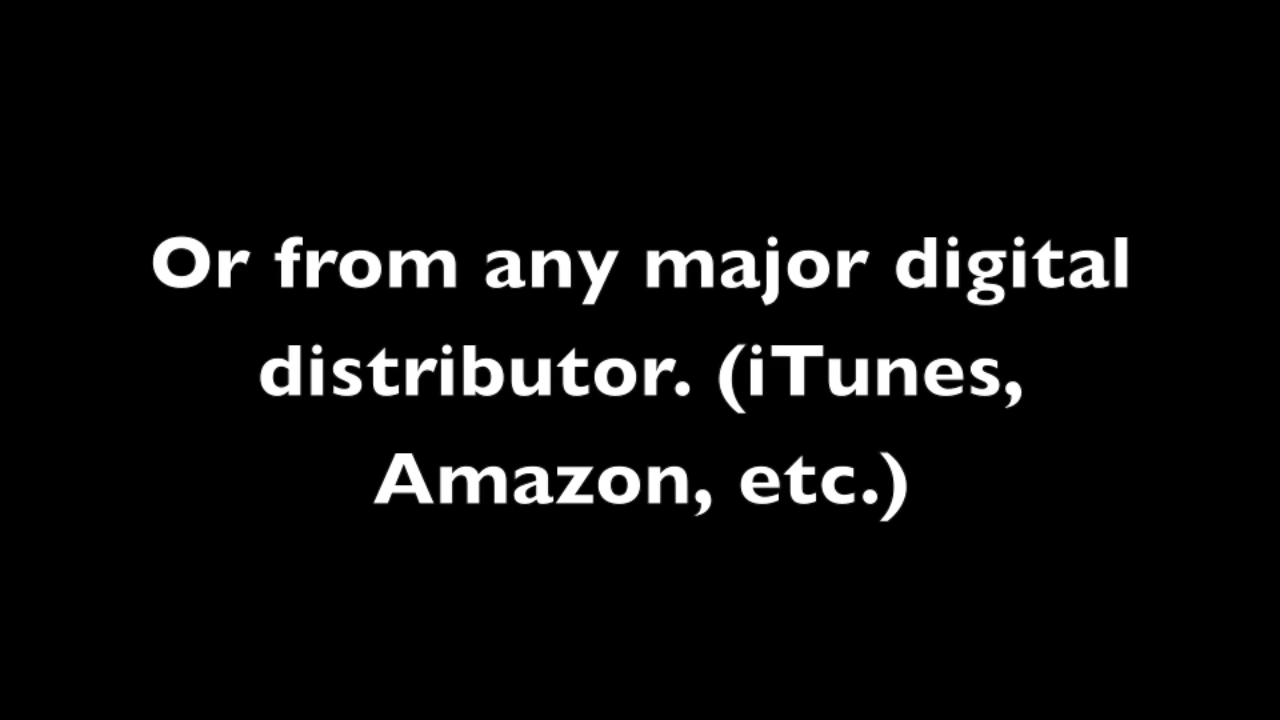 Or from any major digital
distributor. (iTunes,
Amazon, etc.)